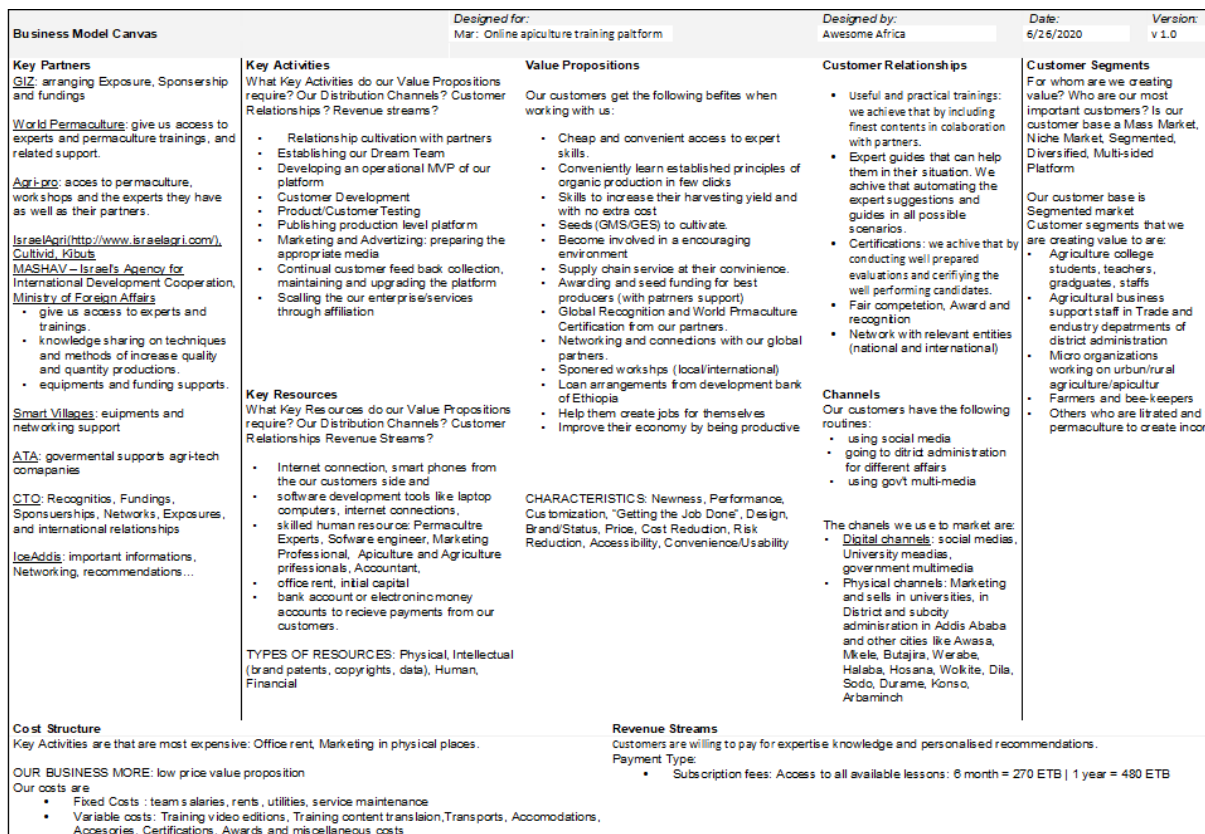 Business Model Canvas
Designed for:
Mar: Online apiculture training paltform
Designed by:
Awesome Africa
Date:
6/26/2020
Version:
v 1.0
Key Partners
GIZ: arranging Exposure, Sponsership
and fundings
World Permaculture: give us access to
experts and permaculture trainings, and
related support.
Agri-pro: acces to permaculture,
workshops and the experts they have
as well as their partners.
IsraelAgri(http://www.israelagri.com/),
Cultivid, Kibuts
MASHAV – Israel's Agency for
International Development Cooperation,
Ministry of Foreign Affairs
• give us access to experts and
trainings.
• knowledge sharing on techniques
and methods of increase quality
and quantity productions.
• equipments and funding supports.
Smart Villages: euipments and
networking support
ATA: govermental supports agri-tech
comapanies
CTO: Recognitios, Fundings,
Sponsuerships, Networks, Exposures,
and international relationships
IceAddis: important informations,
Networking, recommendations...
Key Activities
What Key Activities do our Value Propositions
require? Our Distribution Channels? Customer
Relationships? Revenue streams?
• Relationship cultivation with partners
• Establishing our Dream Team
• Developing an operational MVP of our
platform
• Customer Development
• Product/CustomerTesting
• Publishing production level platform
• Marketing and Advertizing: preparing the
appropriate media
• Continual customer feed back collection,
maintaining and upgrading the platform
• Scalling the our enterprise/services
through affiliation
Key Resources
What Key Resources do our Value Propositions
require? Our Distribution Channels? Customer
Relationships Revenue Streams?
• Internet connection, smart phones from
the our customers side and
• software development tools like laptop
computers, internet connections,
• skilled human resource: Permacultre
Experts, Sofware engineer, Marketing
Professional, Apiculture and Agriculture
prifessionals, Accountant,
• office rent, initial capital
• bank account or electroninc money
accounts to recieve payments from our
customers.
TYPES OF RESOURCES: Physical, Intellectual
(brand patents, copyrights, data), Human,
Financial
Value Propositions
Our customers get the following befites when
working with us:
• Cheap and convenient access to expert
skills.
• Conveniently learn established principles of
organic production in few clicks
• Skills to increase their harvesting yield and
with no extra cost
• Seeds(GMS/GES) to cultivate.
• Become involved in a encouraging
environment
• Supply chain service at their convinience.
• Awarding and seed funding for best
producers (with patrners support)
• Global Recognition and World Prmaculture
Certification from our partners.
• Networking and connections with our global
partners.
• Sponered workshps (local/international)
• Loan arrangements from development bank
of Ethiopia
• Help them create jobs for themselves
• Improve their economy by being productive
CHARACTERISTICS: Newness, Performance,
Customization, "Getting the Job Done", Design,
Brand/Status, Price, Cost Reduction, Risk
Reduction, Accessibility, Convenience/Usability
Customer Relationships
• Useful and practical trainings:
we achieve that by including
finest contents in colaboration
with partners.
• Expert guides that can help
them in their situation. We
achive that automating the
expert suggestions and
guides in all possible
scenarios.
• Certifications: we achieve that by
conducting well prepared
evaluations and cerifiying the
well performing candidates.
• Fair competetion, Award and
recognition
• Network with relevant entities
(national and international)
Channels
Our customers have the following
routines:
• using social media
• going to ditrict administration
for different affairs
• using gov't multi-media
The chanels we use to market are:
• Digital channels: social medias,
University meadias,
government multimedia
• Physical channels: Marketing
and sells in universities, in
District and subcity
adminisration in Addis Ababa
and other cities like Awasa,
Mkele, Butajira, Werabe,
Halaba, Hosana, Wolkite, Dila,
Sodo, Durame, Konso,
Arbaminch
Customer Segments
For whom are we creating
value? Who are our most
important customers? Is our
customer base a Mass Market,
Niche Market, Segmented,
Diversified, Multi-sided
Platform
Our customer base is
Segmented market
Customer segments that we
are creating value to are:
• Agriculture college
students, teachers,
graduates, staffs
• Agricultural business
support staff in Trade and
endustry depatrments of
district administration
• Micro organizations
working on urbun/rural
agriculture/apicultur
• Farmers and bee-keepers
• Others who are litrated and
permaculture to create incor
Cost Structure
Key Activities are that are most expensive: Office rent, Marketing in physical places.
OUR BUSINESS MORE: low price value proposition
Our costs are
• Fixed Costs : team salaries, rents, utilities, service maintenance
• Variable costs: Training video editions, Training content translaion,Transports, Accomodations,
Accesories, Certifications, Awards and miscellaneous costs
Revenue Streams
Customers are willing to pay for expertise knowledge and personalised recommendations.
Payment Type:
• Subscription fees: Access to all available lessons: 6 month = 270 ETB | 1 year = 480 ETB